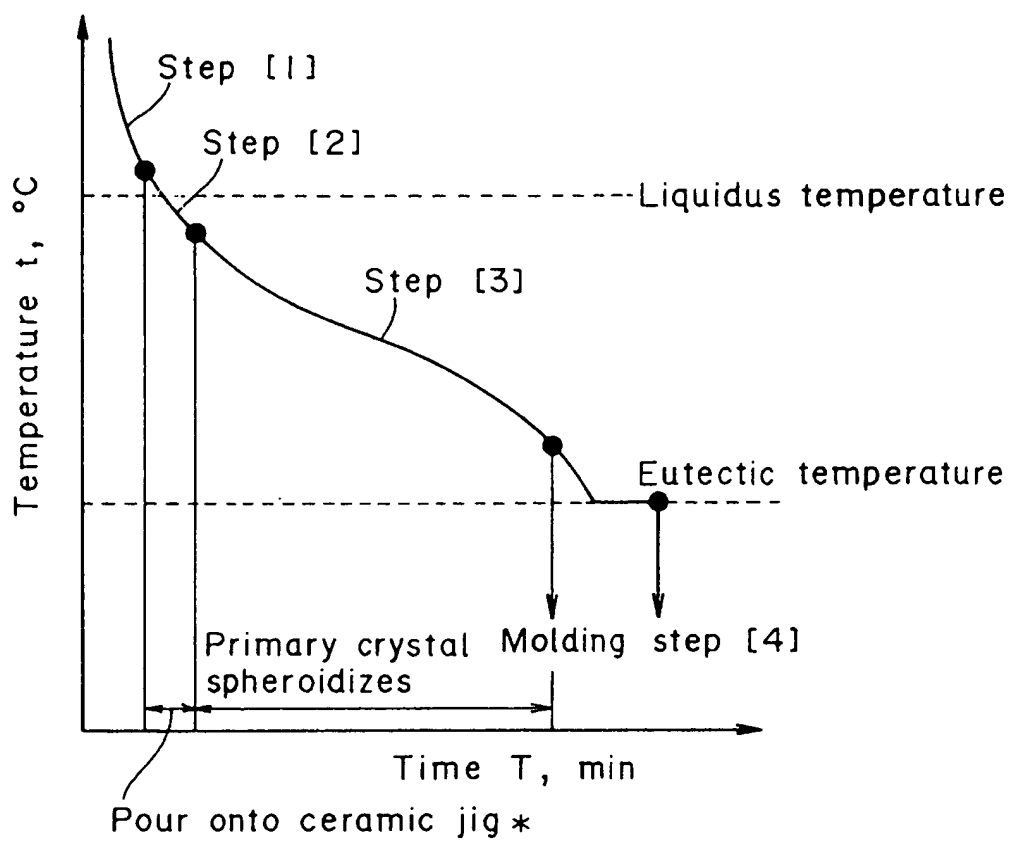 Step [1]
Step [2]
Liquidus temperature
Step [3]
Temperature t, °C
Eutectic temperature
Primary crystal
spheroidizes
Molding step [4]
Time T, min
Pour onto ceramic jig *